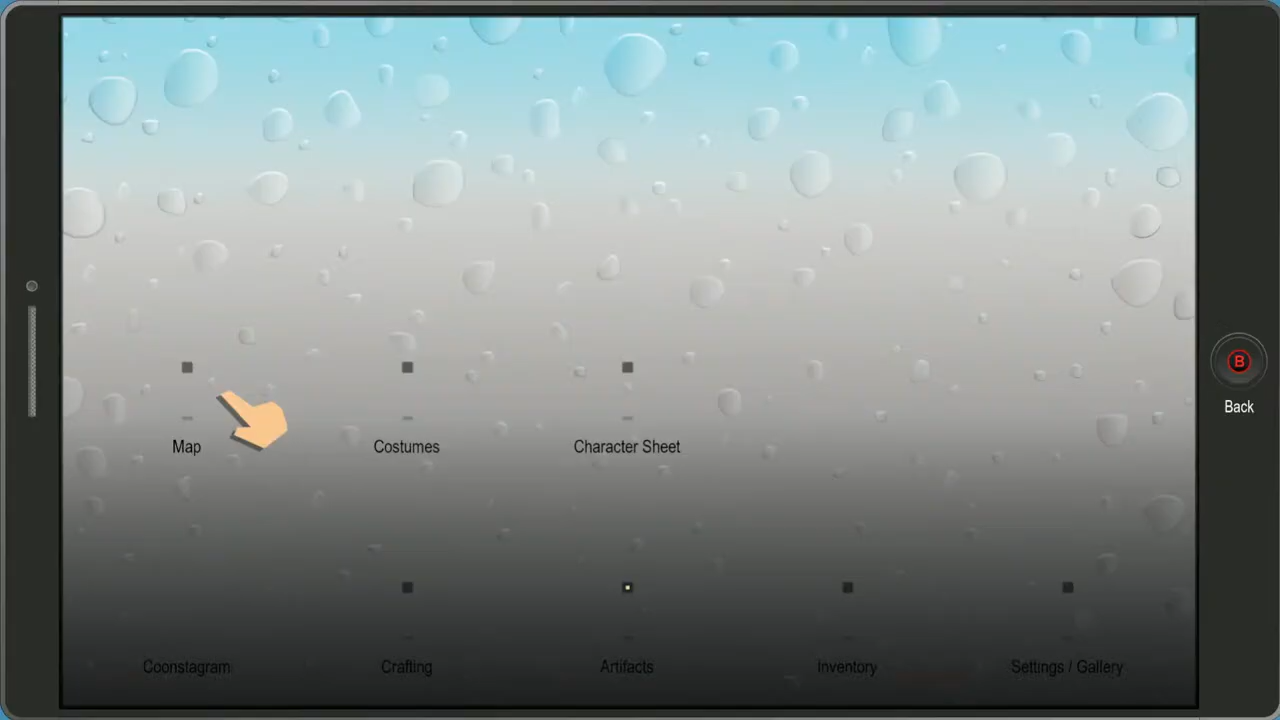 B
Back
Map
Costumes
Character Sheet
Coonstagram
Crafting
Artifacts
Inventory
Settings / Gallery